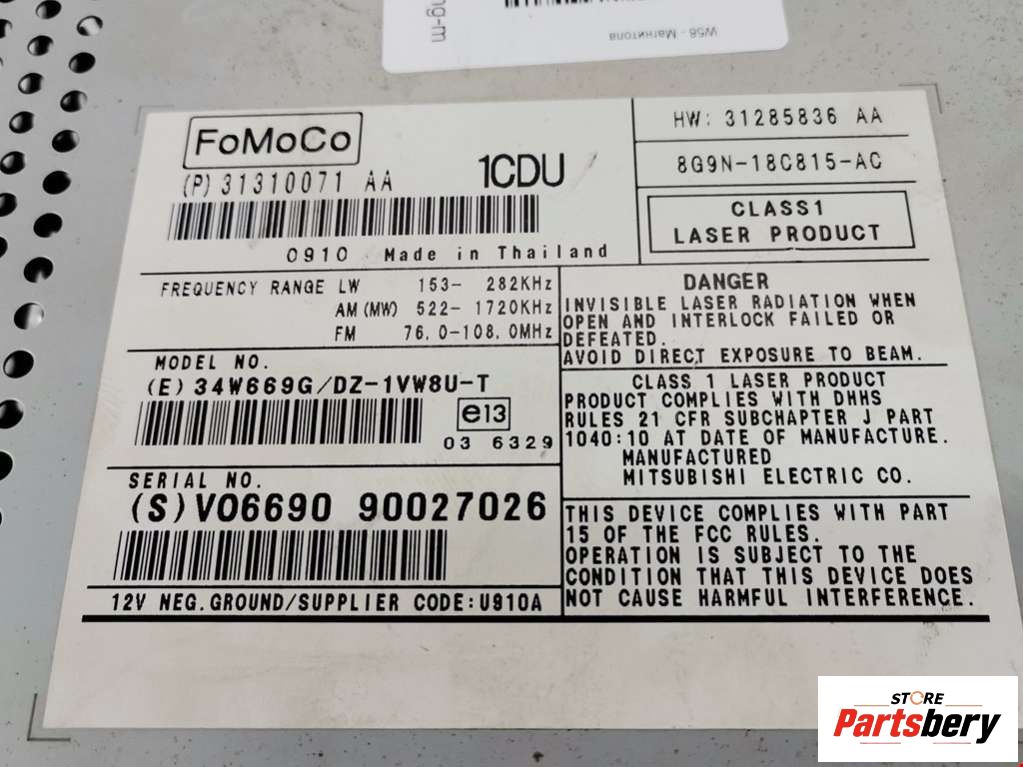 W58 - Магнитола
ng-m
FoMoCo
(P) 31310071 AA
1CDU
0910 Made in Thailand
HW: 31285836 AA
8G9N-18C815-AC
CLASS1
LASER PRODUCT
FREQUENCY RANGE LW 153- 282KHz
AM (MW) 522- 1720KHz
FM 76.0-108.0MHz
DANGER
INVISIBLE LASER RADIATION WHEN
OPEN AND INTERLOCK FAILED OR
DEFEATED.
AVOID DIRECT EXPOSURE TO BEAM.
MODEL NO.
(E) 34W669G/DZ-1VW8U-T
e13
03 6329
CLASS 1 LASER PRODUCT
PRODUCT COMPLIES WITH DHHS
RULES 21 CFR SUBCHAPTER J PART
1040:10 AT DATE OF MANUFACTURE.
MANUFACTURED
MITSUBISHI ELECTRIC CO.
SERIAL NO.
(S) VO6690 90027026
12V NEG.GROUND/SUPPLIER CODE:U910A
THIS DEVICE COMPLIES WITH PART
15 OF THE FCC RULES.
OPERATION IS SUBJECT TO THE
CONDITION THAT THIS DEVICE DOES
NOT CAUSE HARMFUL INTERFERENCE.
STORE
Partsbery